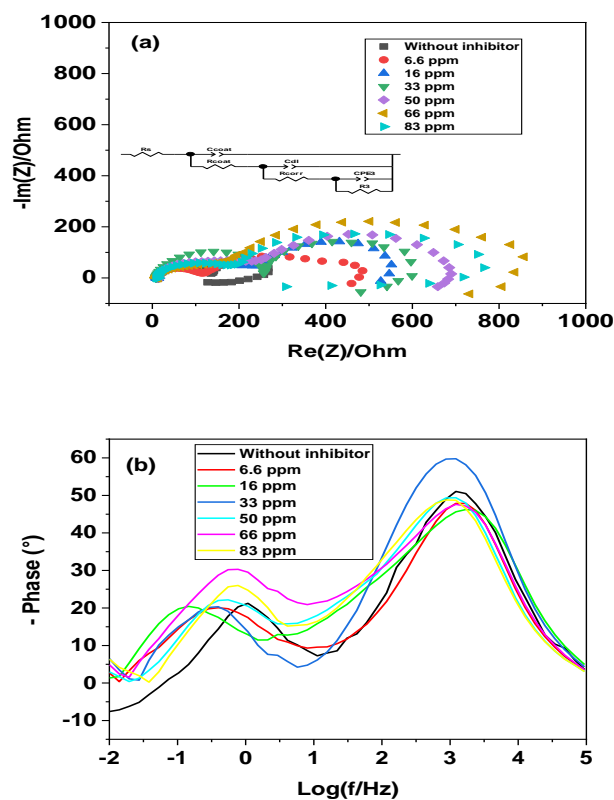 (a)
1000
800
600
400
200
0
-Im(Z)/Ohm
Without inhibitor
6.6 ppm
16 ppm
33 ppm
50 ppm
66 ppm
83 ppm
Rs
Ccoat
Rcoat
Cdl
Rcorr
CPE3
R3
0 200 400 600 800 1000
Re(Z)/Ohm
(b)
60
50
40
30
20
10
0
-10
- Phase (°)
Without inhibitor
6.6 ppm
16 ppm
33 ppm
50 ppm
66 ppm
83 ppm
-2 -1 0 1 2 3 4 5
Log(f/Hz)